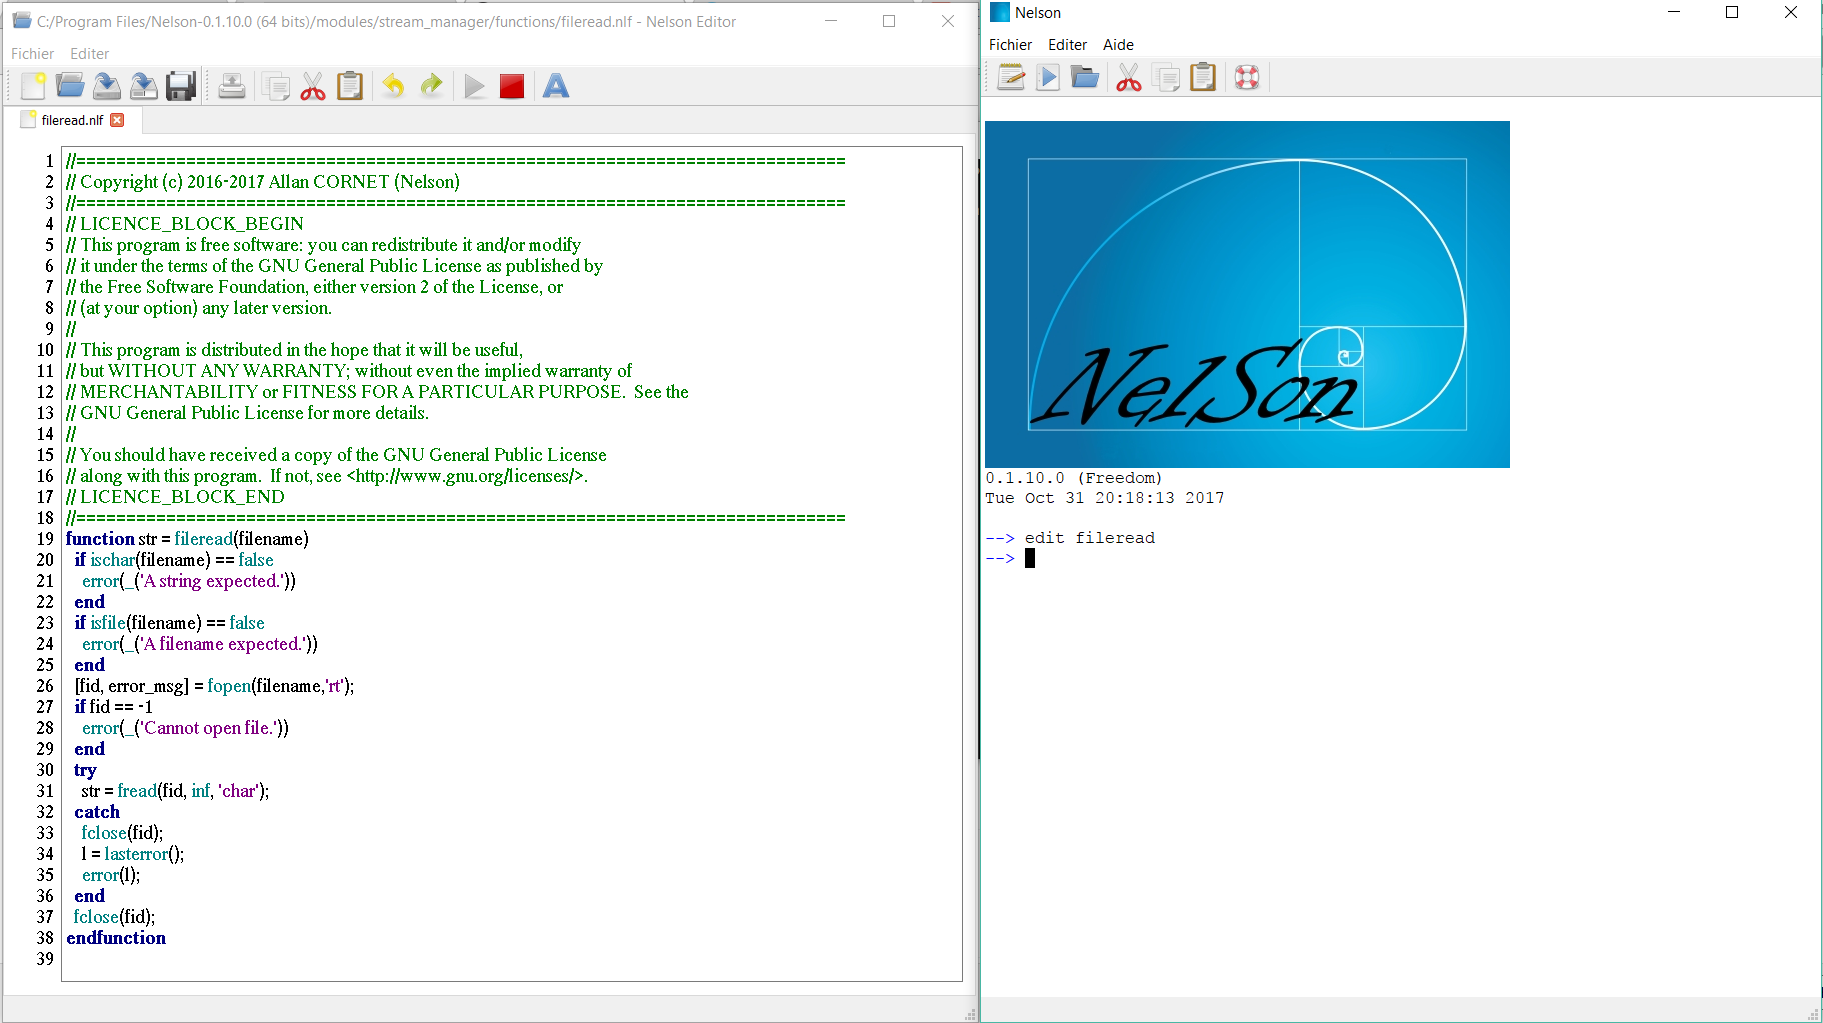 C:/Program Files/Nelson-0.1.10.0 (64 bits)/modules/stream_manager/functions/fileread.nlf - Nelson Editor
Fichier Editer
fileread.nlf
1 //=============================================================================
2 // Copyright (c) 2016-2017 Allan CORNET (Nelson)
3 //=============================================================================
4 // LICENCE_BLOCK_BEGIN
5 // This program is free software: you can redistribute it and/or modify
6 // it under the terms of the GNU General Public License as published by
7 // the Free Software Foundation, either version 2 of the License, or
8 // (at your option) any later version.
9 //
10 // This program is distributed in the hope that it will be useful,
11 // but WITHOUT ANY WARRANTY; without even the implied warranty of
12 // MERCHANTABILITY or FITNESS FOR A PARTICULAR PURPOSE.  See the
13 // GNU General Public License for more details.
14 //
15 // You should have received a copy of the GNU General Public License
16 // along with this program.  If not, see <http://www.gnu.org/licenses/>.
17 // LICENCE_BLOCK_END
18 //=============================================================================
19 function str = fileread(filename)
20   if ischar(filename) == false
21     error(_('A string expected.'))
22   end
23   if isfile(filename) == false
24     error(_('A filename expected.'))
25   end
26   [fid, error_msg] = fopen(filename,'rt');
27   if fid == -1
28     error(_('Cannot open file.'))
29   end
30   try
31     str = fread(fid, inf, 'char');
32   catch
33     fclose(fid);
34     l = lasterror();
35     error(l);
36   end
37   fclose(fid);
38 endfunction
39
Nelson
Fichier Editer Aide
NelSon
0.1.10.0 (Freedom)
Tue Oct 31 20:18:13 2017
--> edit fileread
-->